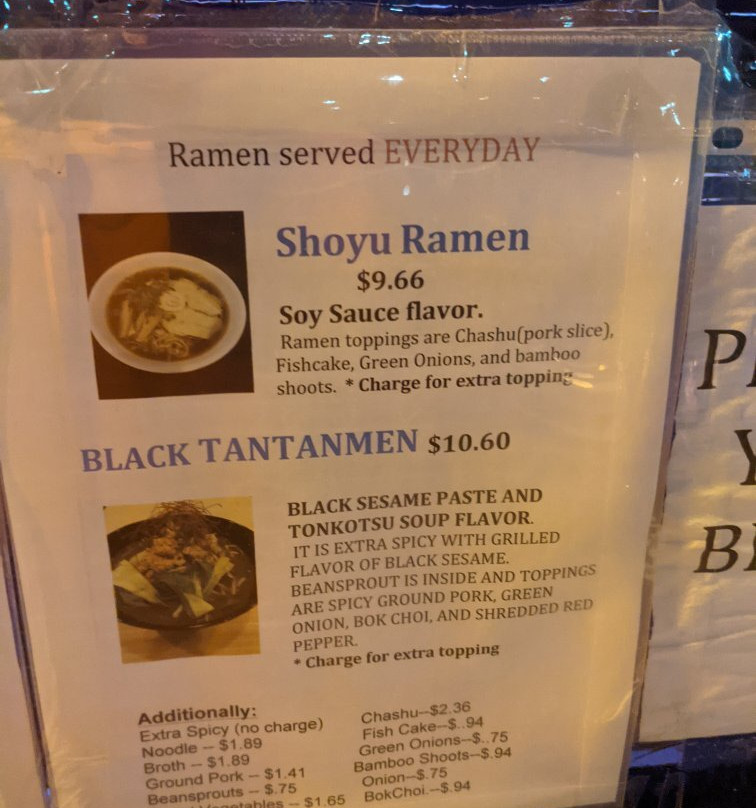 Ramen served EVERYDAY
Shoyu Ramen
$9.66
Soy Sauce flavor.
Ramen toppings are Chashu(pork slice),
Fishcake, Green Onions, and bamboo
shoots. * Charge for extra topping
BLACK TANTANMEN $10.60
BLACK SESAME PASTE AND
TONKOTSU SOUP FLAVOR.
IT IS EXTRA SPICY WITH GRILLED
FLAVOR OF BLACK SESAME.
BEANSPROUT IS INSIDE AND TOPPINGS
ARE SPICY GROUND PORK, GREEN
ONION, BOK CHOI, AND SHREDDED RED
PEPPER.
* Charge for extra topping
Additionally:
Extra Spicy (no charge)
Noodle -- $1.89
Broth -- $1.89
Ground Pork -- $1.41
Beansprouts -- $.75
-- $1.65
Chashu--$2.36
Fish Cake--$..94
Green Onions--$..75
Bamboo Shoots--$.94
Onion--$.75
BokChoi.--$.94